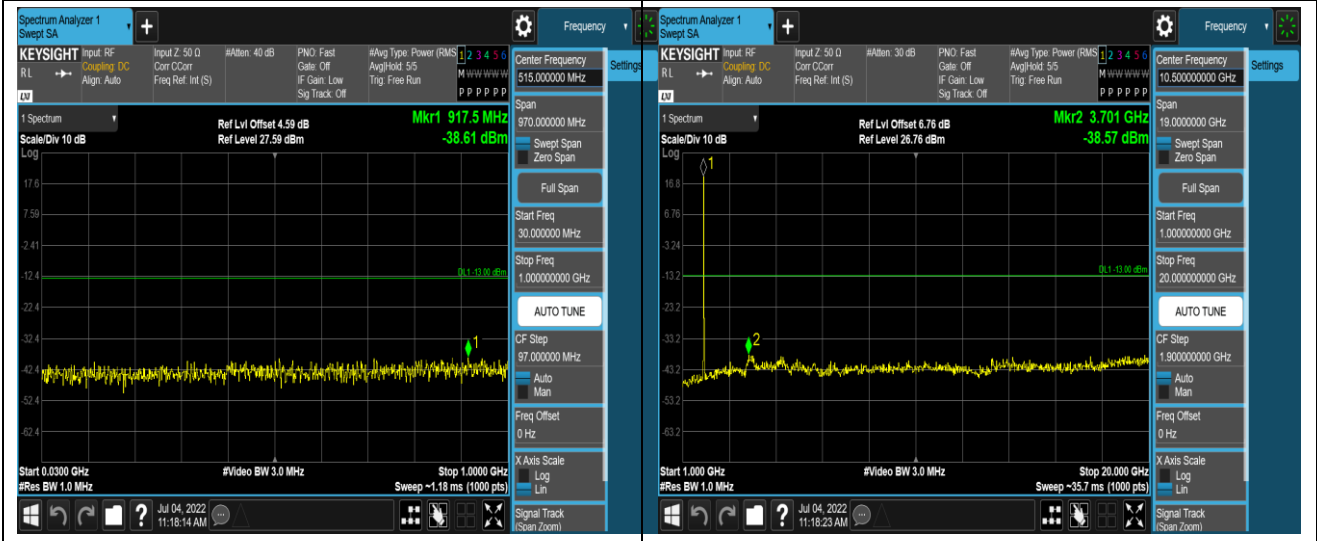 Spectrum Analyzer 1
Swept SA
+
Frequency
KEYSIGHT
Input: RF
Coupling: DC
Align: Auto
Input Z: 50 Ω
Corr CCorr
Freq Ref: Int (S)
#Atten: 40 dB
PNO: Fast
Gate: Off
IF Gain: Low
Sig Track: Off
#Avg Type: Power (RMS
Avg|Hold: 5/5
Trig: Free Run
1 2 3 4 5 6
M W W W W W
P P P P P P
RL
LXI
Center Frequency
515.000000 MHz
Settings
Span
970.000000 MHz
Swept Span
Zero Span
Full Span
Start Freq
30.000000 MHz
Stop Freq
1.000000000 GHz
AUTO TUNE
CF Step
97.000000 MHz
Auto
Man
Freq Offset
0 Hz
X Axis Scale
Log
Lin
Signal Track
(Span Zoom)
1 Spectrum
Scale/Div 10 dB
Log
Ref Lvl Offset 4.59 dB
Ref Level 27.59 dBm
Mkr1 917.5 MHz
-38.61 dBm
17.6
7.59
-2.41
-12.4
DL1 -13.00 dBm
-22.4
-32.4
1
-42.4
-52.4
-62.4
Start 0.0300 GHz
#Res BW 1.0 MHz
#Video BW 3.0 MHz
Stop 1.0000 GHz
Sweep ~1.18 ms (1000 pts)
?
Jul 04, 2022
11:18:14 AM
Spectrum Analyzer 1
Swept SA
+
Frequency
KEYSIGHT
Input: RF
Coupling: DC
Align: Auto
Input Z: 50 Ω
Corr CCorr
Freq Ref: Int (S)
#Atten: 30 dB
PNO: Fast
Gate: Off
IF Gain: Low
Sig Track: Off
#Avg Type: Power (RMS
Avg|Hold: 5/5
Trig: Free Run
1 2 3 4 5 6
M W W W W W
P P P P P P
RL
LXI
Center Frequency
10.500000000 GHz
Settings
Span
19.0000000 GHz
Swept Span
Zero Span
Full Span
Start Freq
1.000000000 GHz
Stop Freq
20.000000000 GHz
AUTO TUNE
CF Step
1.900000000 GHz
Auto
Man
Freq Offset
0 Hz
X Axis Scale
Log
Lin
Signal Track
(Span Zoom)
1 Spectrum
Scale/Div 10 dB
Log
Ref Lvl Offset 6.76 dB
Ref Level 26.76 dBm
Mkr2 3.701 GHz
-38.57 dBm
1
16.8
6.76
-3.24
-13.2
DL1 -13.00 dBm
-23.2
-33.2
2
-43.2
-53.2
-63.2
Start 1.000 GHz
#Res BW 1.0 MHz
#Video BW 3.0 MHz
Stop 20.000 GHz
Sweep ~35.7 ms (1000 pts)
?
Jul 04, 2022
11:18:23 AM